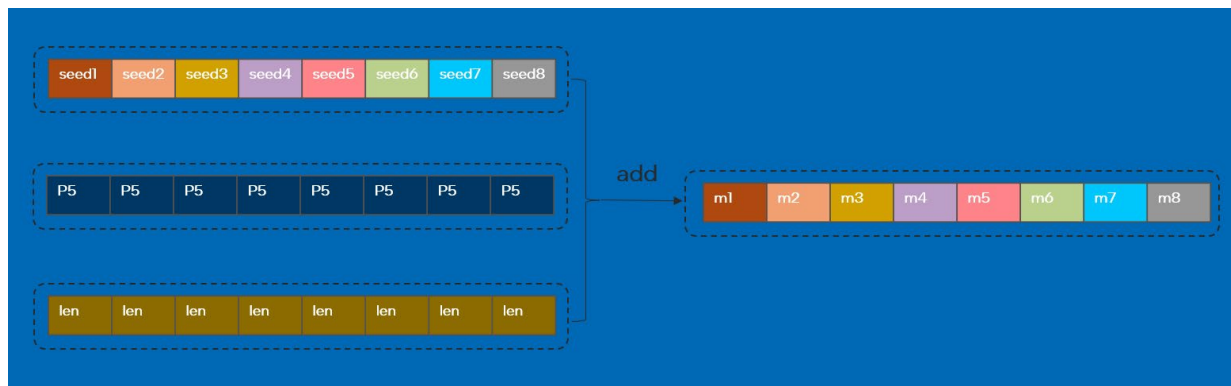 seed1 seed2 seed3 seed4 seed5 seed6 seed7 seed8
P5 P5 P5 P5 P5 P5 P5 P5
len len len len len len len len
add
m1 m2 m3 m4 m5 m6 m7 m8